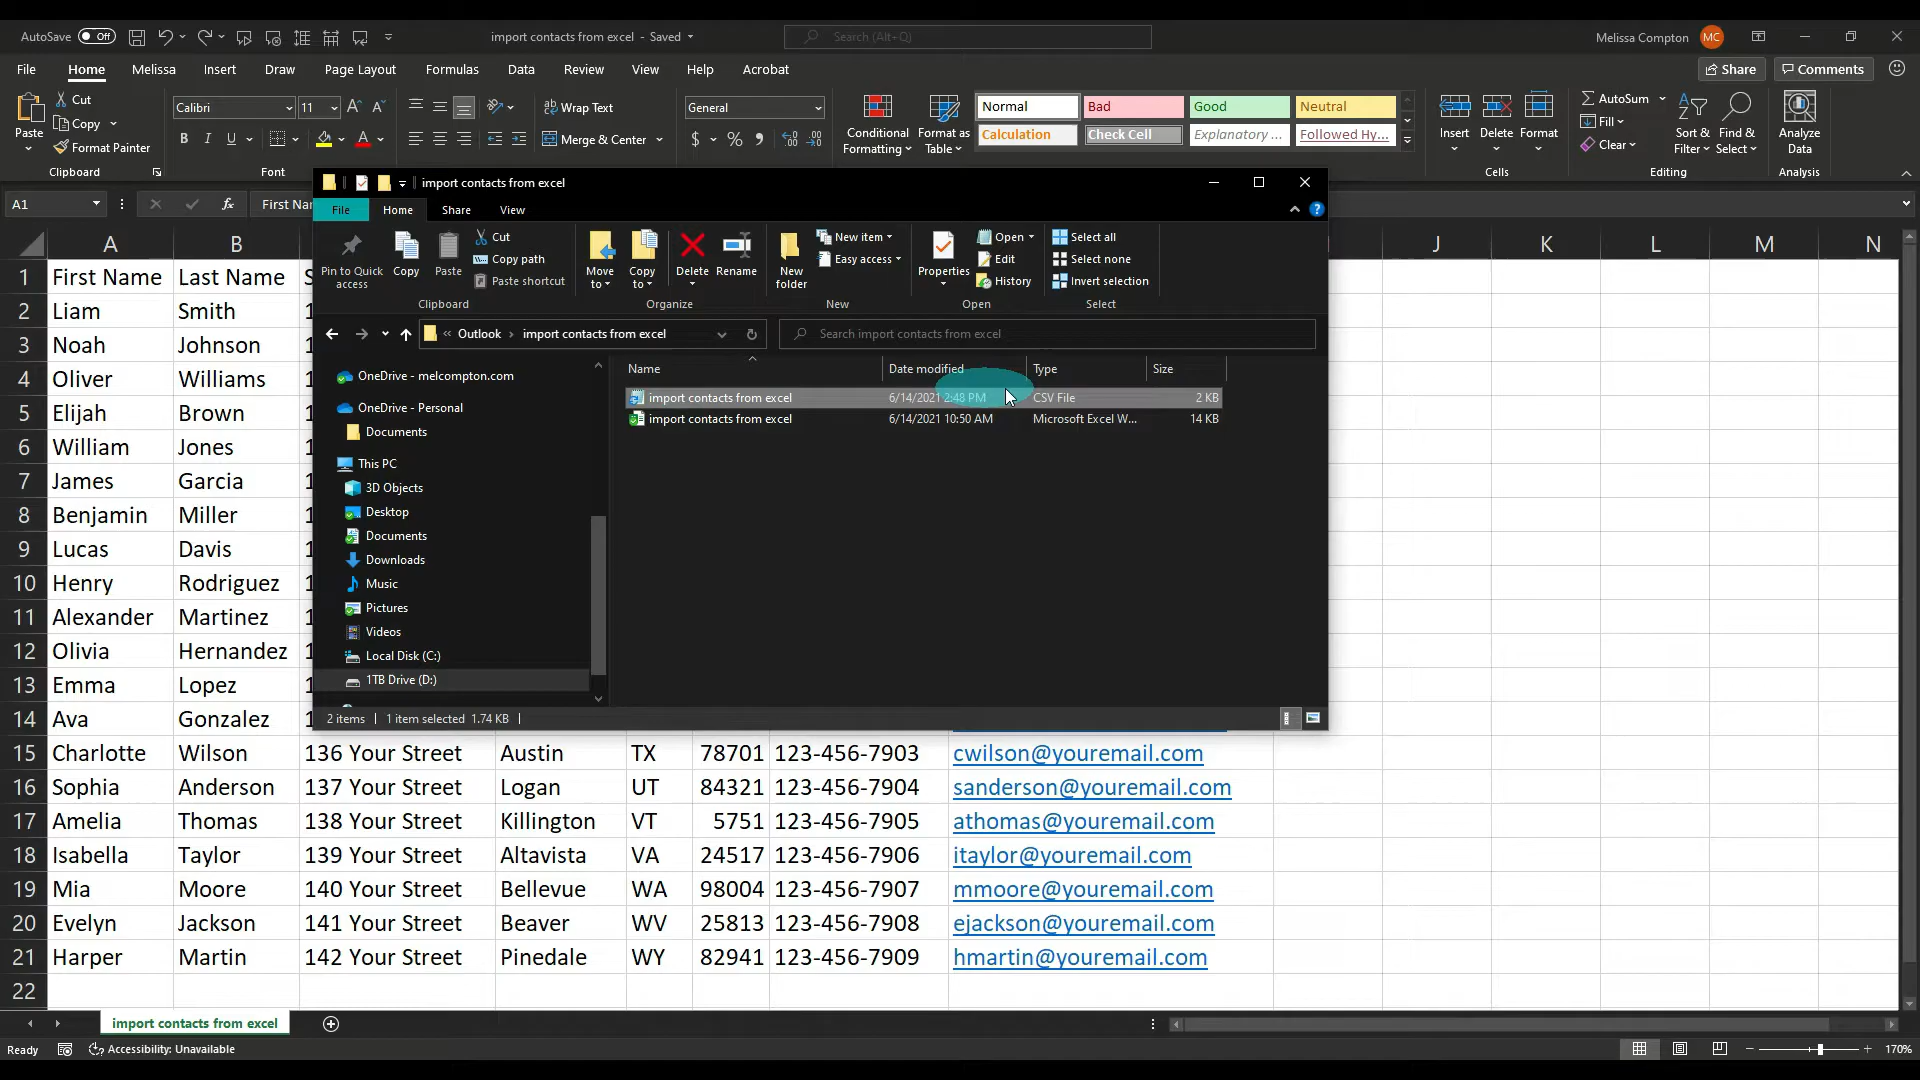 AutoSave Off import contacts from excel - Saved Search (Alt+Q) Melissa Compton MC
File Home Melissa Insert Draw Page Layout Formulas Data Review View Help Acrobat Share Comments
Paste Cut Copy Format Painter Clipboard
Calibri 11 B I U A A Font
Wrap Text Merge & Center
General $ %
Conditional Formatting Format as Table
Normal Bad Good Neutral
Calculation Check Cell Explanatory ... Followed Hy...
Insert Delete Format Cells
AutoSum Fill Clear Sort & Filter Find & Select Editing
Analyze Data Analysis
A1 fx First Na
import contacts from excel
File Home Share View
Pin to Quick access Copy Paste Cut Copy path Paste shortcut Clipboard
Move to Copy to Delete Rename Organize
New folder New item Easy access New
Properties Open Edit History Open
Select all Select none Invert selection Select
« Outlook › import contacts from excel Search import contacts from excel
Name Date modified Type Size
import contacts from excel 6/14/2021 2:48 PM CSV File 2 KB
import contacts from excel 6/14/2021 10:50 AM Microsoft Excel W... 14 KB
OneDrive - melcompton.com
OneDrive - Personal
Documents
This PC
3D Objects
Desktop
Documents
Downloads
Music
Pictures
Videos
Local Disk (C:)
1TB Drive (D:)
2 items 1 item selected 1.74 KB
A B J K L M N
1 First Name Last Name S
2 Liam Smith
3 Noah Johnson
4 Oliver Williams
5 Elijah Brown
6 William Jones
7 James Garcia
8 Benjamin Miller
9 Lucas Davis
10 Henry Rodriguez
11 Alexander Martinez
12 Olivia Hernandez
13 Emma Lopez
14 Ava Gonzalez
15 Charlotte Wilson 136 Your Street Austin TX 78701 123-456-7903 cwilson@youremail.com
16 Sophia Anderson 137 Your Street Logan UT 84321 123-456-7904 sanderson@youremail.com
17 Amelia Thomas 138 Your Street Killington VT 5751 123-456-7905 athomas@youremail.com
18 Isabella Taylor 139 Your Street Altavista VA 24517 123-456-7906 itaylor@youremail.com
19 Mia Moore 140 Your Street Bellevue WA 98004 123-456-7907 mmoore@youremail.com
20 Evelyn Jackson 141 Your Street Beaver WV 25813 123-456-7908 ejackson@youremail.com
21 Harper Martin 142 Your Street Pinedale WY 82941 123-456-7909 hmartin@youremail.com
22
import contacts from excel
Ready Accessibility: Unavailable 170%